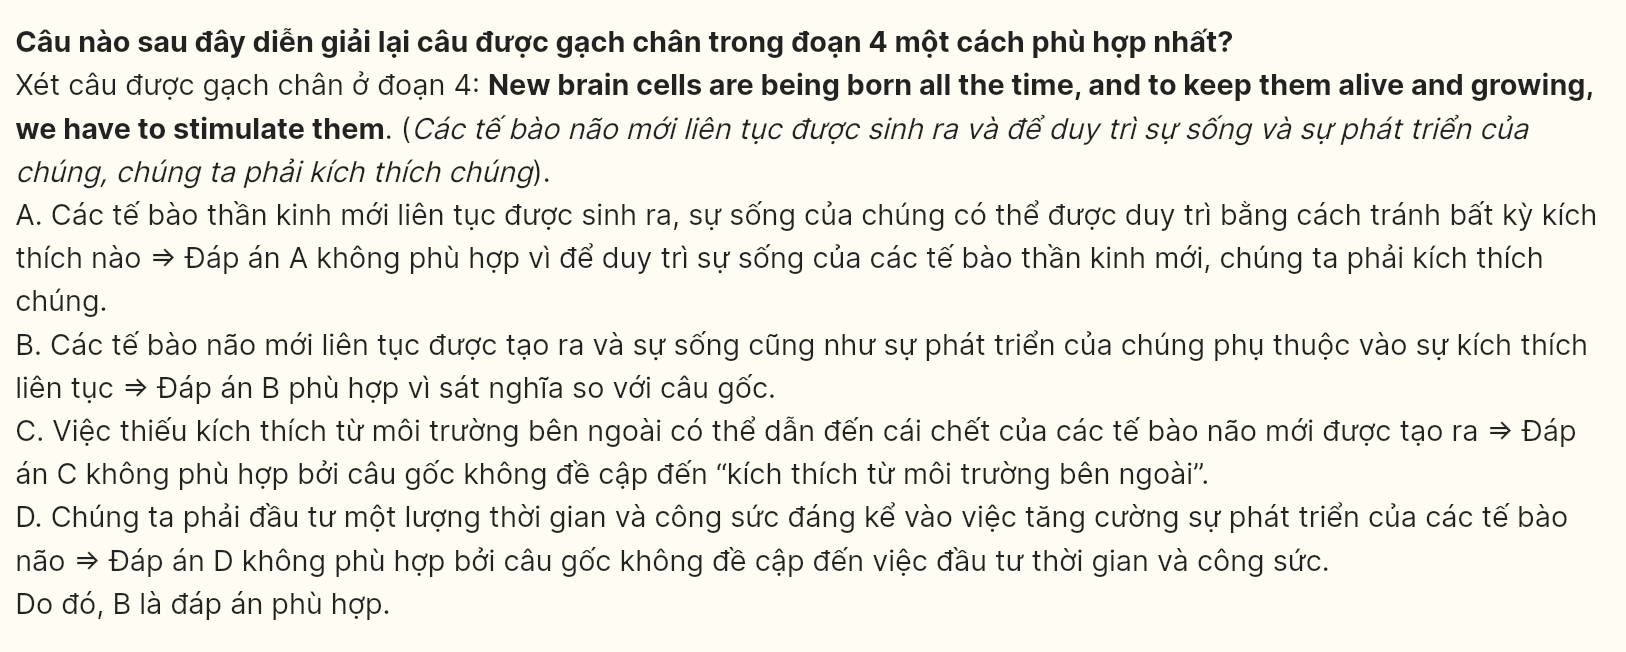 Câu nào sau đây diễn giải lại câu được gạch chân trong đoạn 4 một cách phù hợp nhất?
Xét câu được gạch chân ở đoạn 4: New brain cells are being born all the time, and to keep them alive and growing,
we have to stimulate them. (Các tế bào não mới liên tục được sinh ra và để duy trì sự sống và sự phát triển của
chúng, chúng ta phải kích thích chúng).
A. Các tế bào thần kinh mới liên tục được sinh ra, sự sống của chúng có thể được duy trì bằng cách tránh bất kỳ kích
thích nào ⇒ Đáp án A không phù hợp vì để duy trì sự sống của các tế bào thần kinh mới, chúng ta phải kích thích
chúng.
B. Các tế bào não mới liên tục được tạo ra và sự sống cũng như sự phát triển của chúng phụ thuộc vào sự kích thích
liên tục ⇒ Đáp án B phù hợp vì sát nghĩa so với câu gốc.
C. Việc thiếu kích thích từ môi trường bên ngoài có thể dẫn đến cái chết của các tế bào não mới được tạo ra ⇒ Đáp
án C không phù hợp bởi câu gốc không đề cập đến “kích thích từ môi trường bên ngoài”.
D. Chúng ta phải đầu tư một lượng thời gian và công sức đáng kể vào việc tăng cường sự phát triển của các tế bào
não ⇒ Đáp án D không phù hợp bởi câu gốc không đề cập đến việc đầu tư thời gian và công sức.
Do đó, B là đáp án phù hợp.